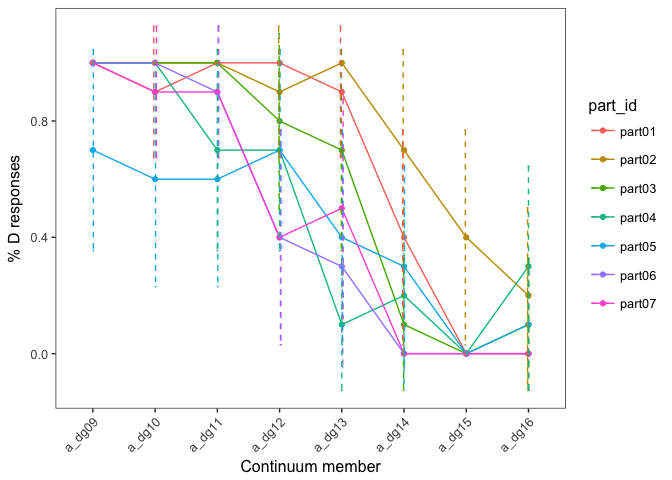 0.8
0.4
0.0
% D responses
a_dg09
a_dg10
a_dg11
a_dg12
a_dg13
a_dg14
a_dg15
a_dg16
Continuum member
part_id
part01
part02
part03
part04
part05
part06
part07